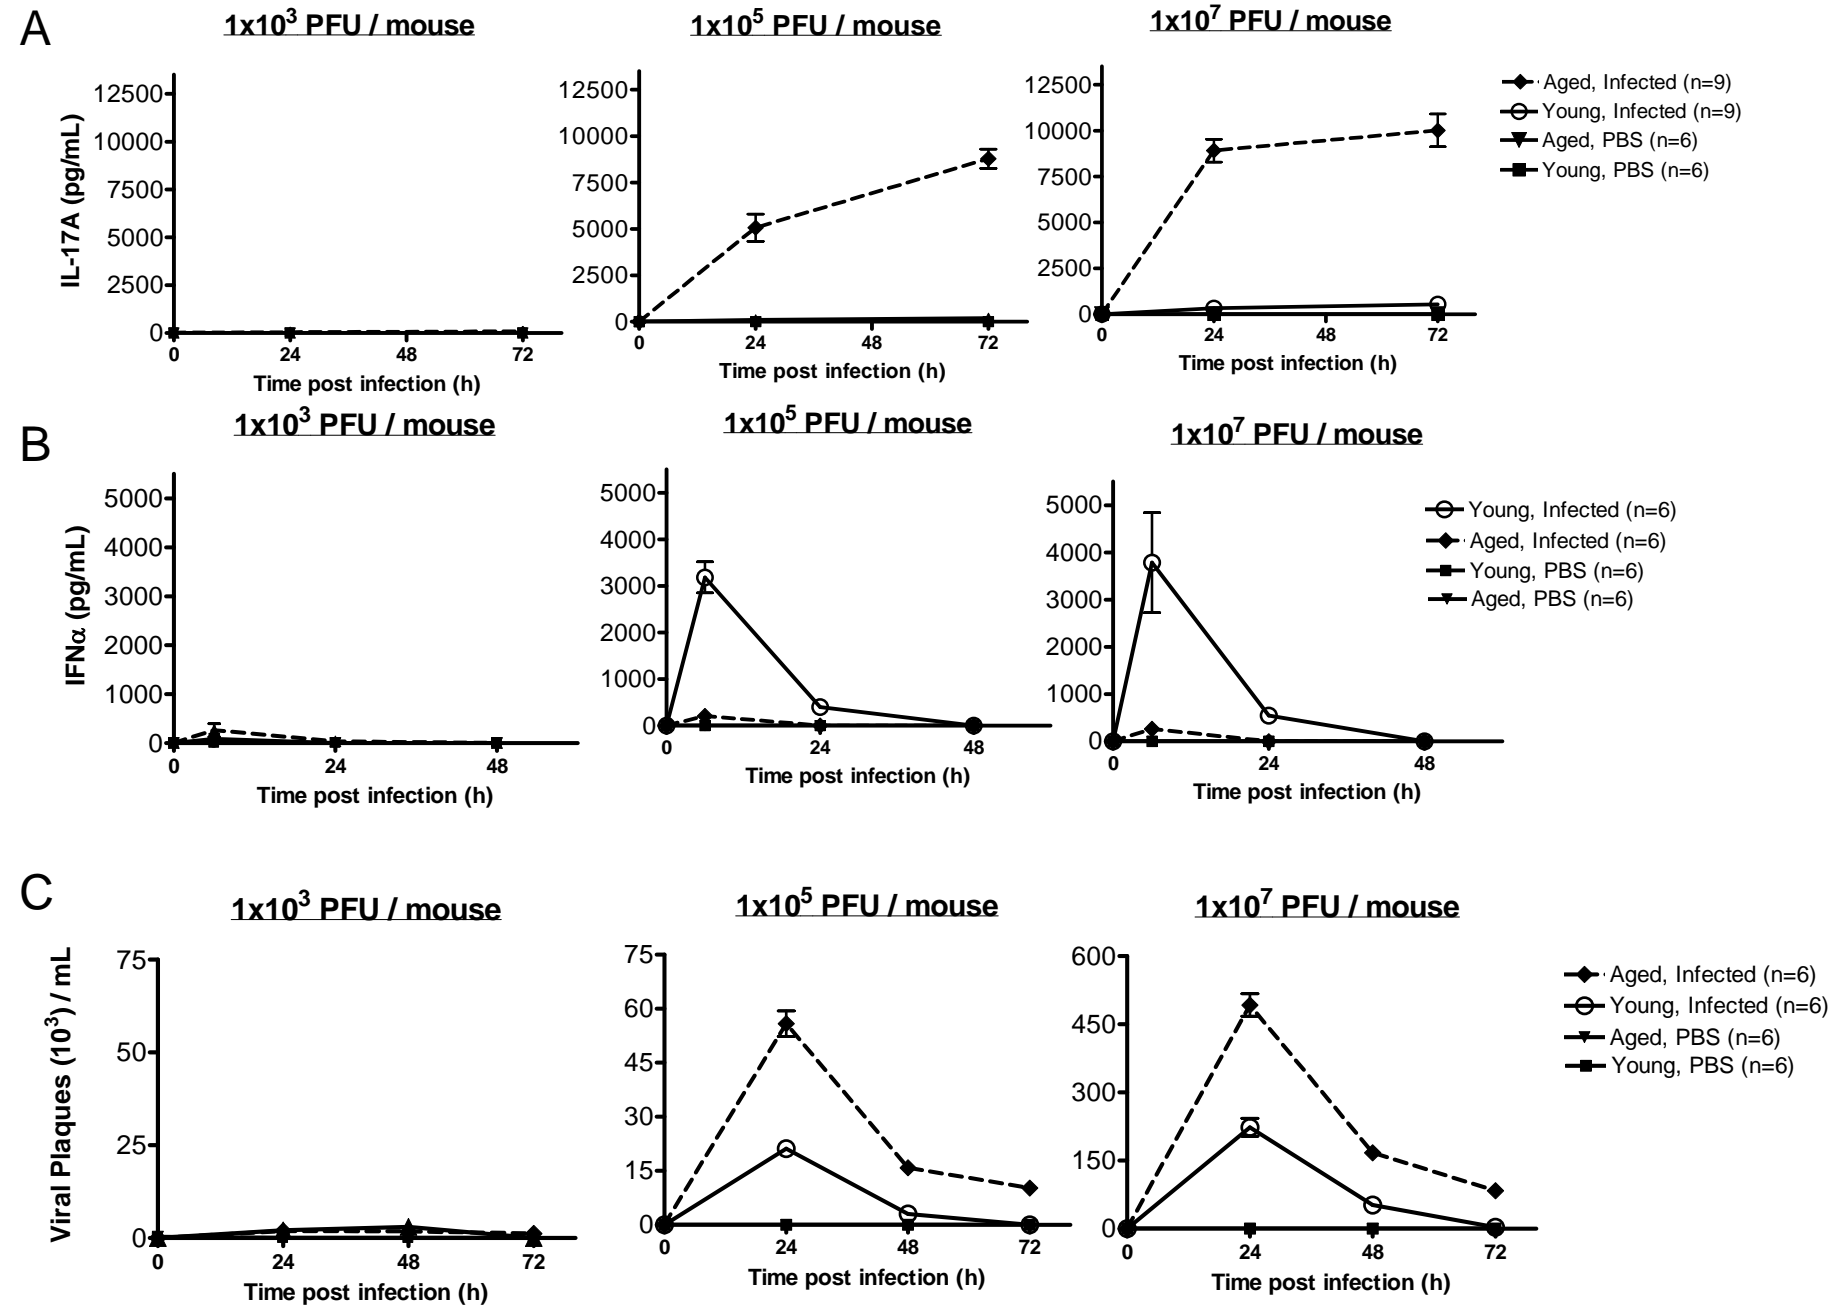 A
1x10³ PFU / mouse
1x10⁵ PFU / mouse
1x10⁷ PFU / mouse
IL-17A (pg/mL)
12500
10000
7500
5000
2500
0
0 24 48 72
Time post infection (h)
12500
10000
7500
5000
2500
0
0 24 48 72
Time post infection (h)
12500
10000
7500
5000
2500
0
0 24 48 72
Time post infection (h)
Aged, Infected (n=9)
Young, Infected (n=9)
Aged, PBS (n=6)
Young, PBS (n=6)
B
1x10³ PFU / mouse
1x10⁵ PFU / mouse
1x10⁷ PFU / mouse
IFNα (pg/mL)
5000
4000
3000
2000
1000
0
0 24 48
Time post infection (h)
5000
4000
3000
2000
1000
0
0 24 48
Time post infection (h)
5000
4000
3000
2000
1000
0
0 24 48
Time post infection (h)
Young, Infected (n=6)
Aged, Infected (n=6)
Young, PBS (n=6)
Aged, PBS (n=6)
C
1x10³ PFU / mouse
1x10⁵ PFU / mouse
1x10⁷ PFU / mouse
Viral Plaques (10³) / mL
75
50
25
0
0 24 48 72
Time post infection (h)
75
60
45
30
15
0
0 24 48 72
Time post infection (h)
600
450
300
150
0
0 24 48 72
Time post infection (h)
Aged, Infected (n=6)
Young, Infected (n=6)
Aged, PBS (n=6)
Young, PBS (n=6)